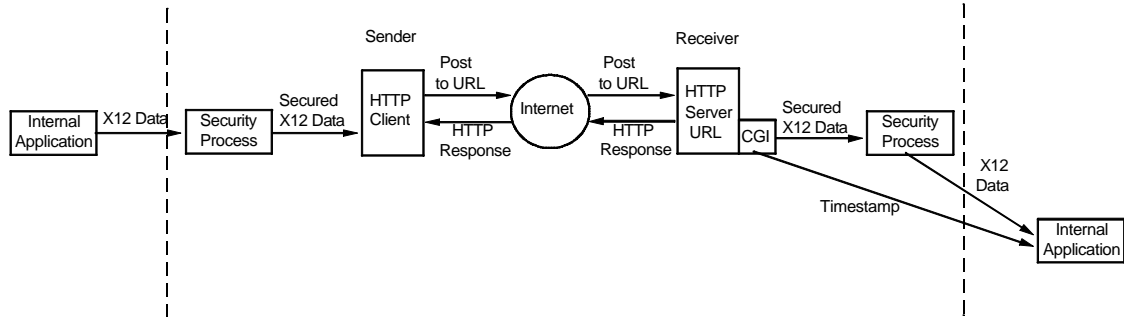 Sender
Receiver
Internal
Application
X12 Data
Security
Process
Secured
X12 Data
HTTP
Client
Post
to URL
HTTP
Response
Internet
Post
to URL
HTTP
Response
HTTP
Server
URL
CGI
Secured
X12 Data
Security
Process
X12
Data
Timestamp
Internal
Application